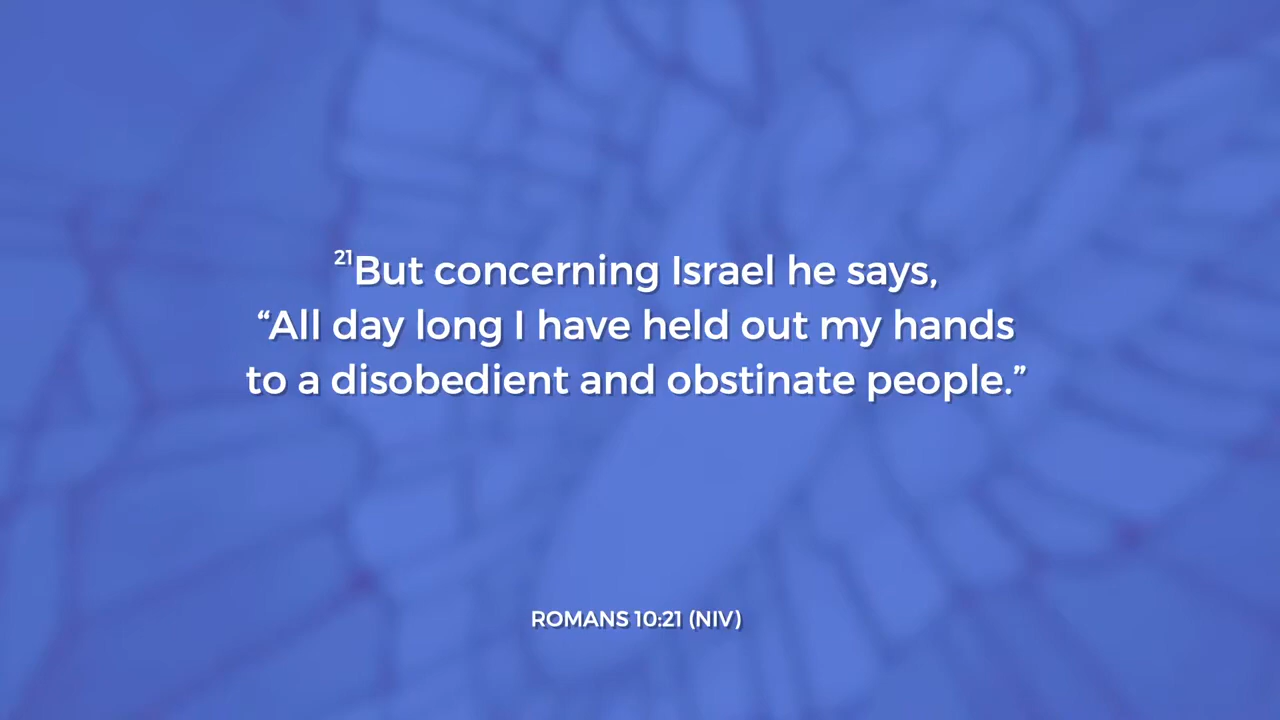 21But concerning Israel he says,
“All day long I have held out my hands
to a disobedient and obstinate people.”
ROMANS 10:21 (NIV)